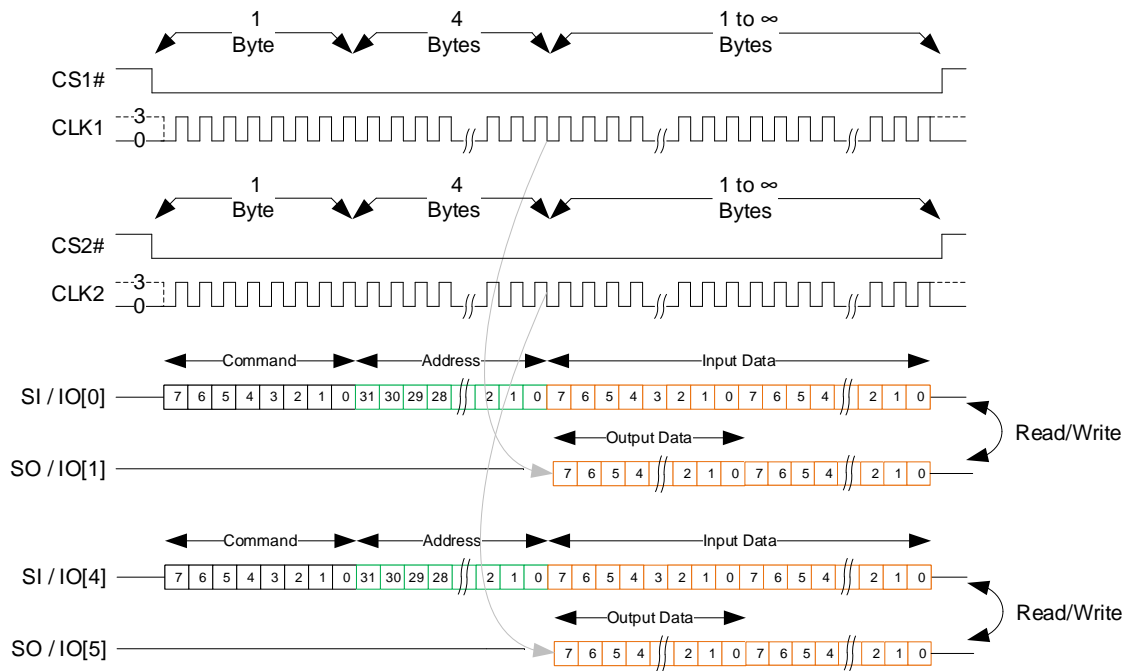 1 Byte 4 Bytes 1 to ∞ Bytes
CS1#
CLK1 3 0
1 Byte 4 Bytes 1 to ∞ Bytes
CS2#
CLK2 3 0
Command Address Input Data
SI / IO[0] 7 6 5 4 3 2 1 0 31 30 29 28 2 1 0 7 6 5 4 3 2 1 0 7 6 5 4 2 1 0
Output Data Read/Write
SO / IO[1] 7 6 5 4 2 1 0 7 6 5 4 2 1 0
Command Address Input Data
SI / IO[4] 7 6 5 4 3 2 1 0 31 30 29 28 2 1 0 7 6 5 4 3 2 1 0 7 6 5 4 2 1 0
Output Data Read/Write
SO / IO[5] 7 6 5 4 2 1 0 7 6 5 4 2 1 0